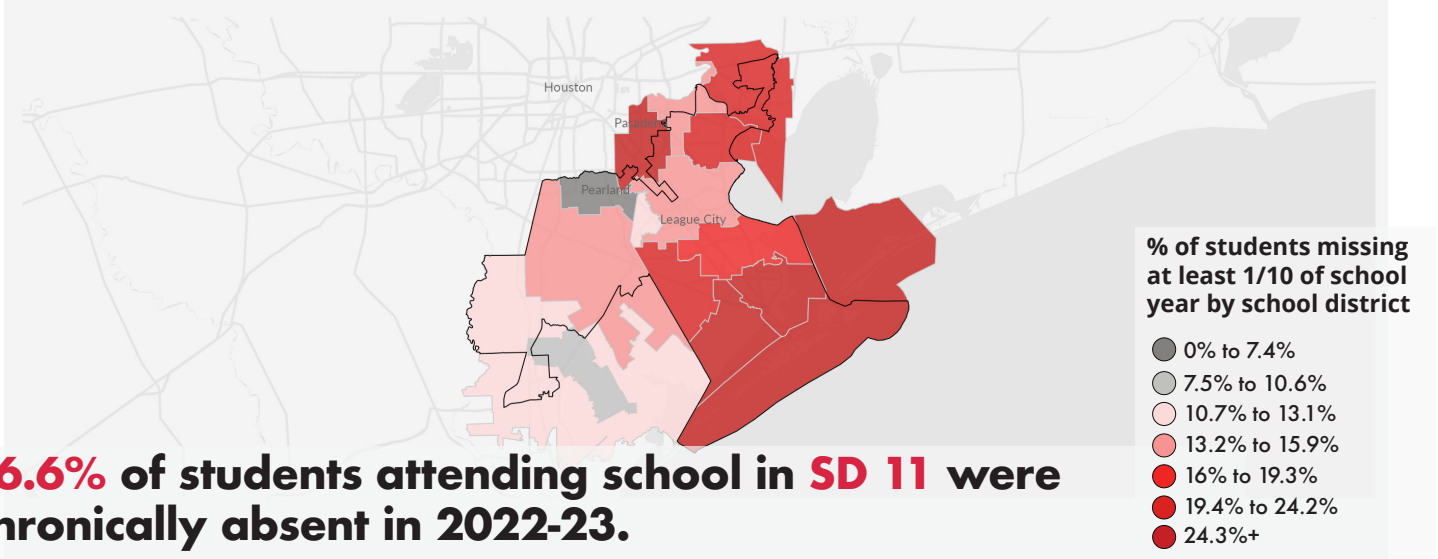 Houston
Pasadena
Pearland
League City
% of students missing
at least 1/10 of school
year by school district
0% to 7.4%
7.5% to 10.6%
10.7% to 13.1%
13.2% to 15.9%
16% to 19.3%
19.4% to 24.2%
24.3%+
6.6% of students attending school in SD 11 were
hronically absent in 2022-23.